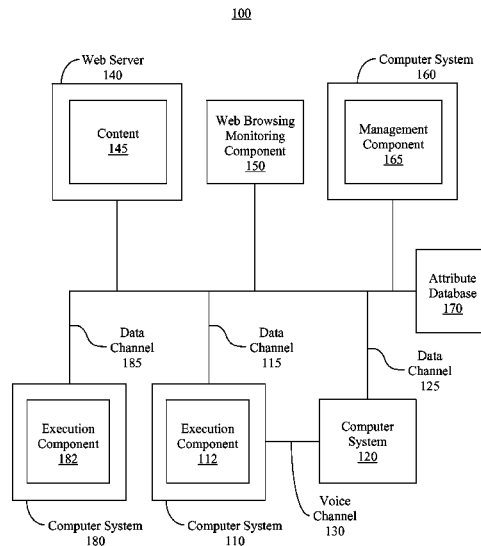 100
Web Server
140
Computer System
160
Content
145
Web Browsing
Monitoring
Component
150
Management
Component
165
Attribute
Database
170
Data
Channel
185
Data
Channel
115
Data
Channel
125
Execution
Component
182
Execution
Component
112
Computer
System
120
Voice
Channel
130
Computer System
180
Computer System
110